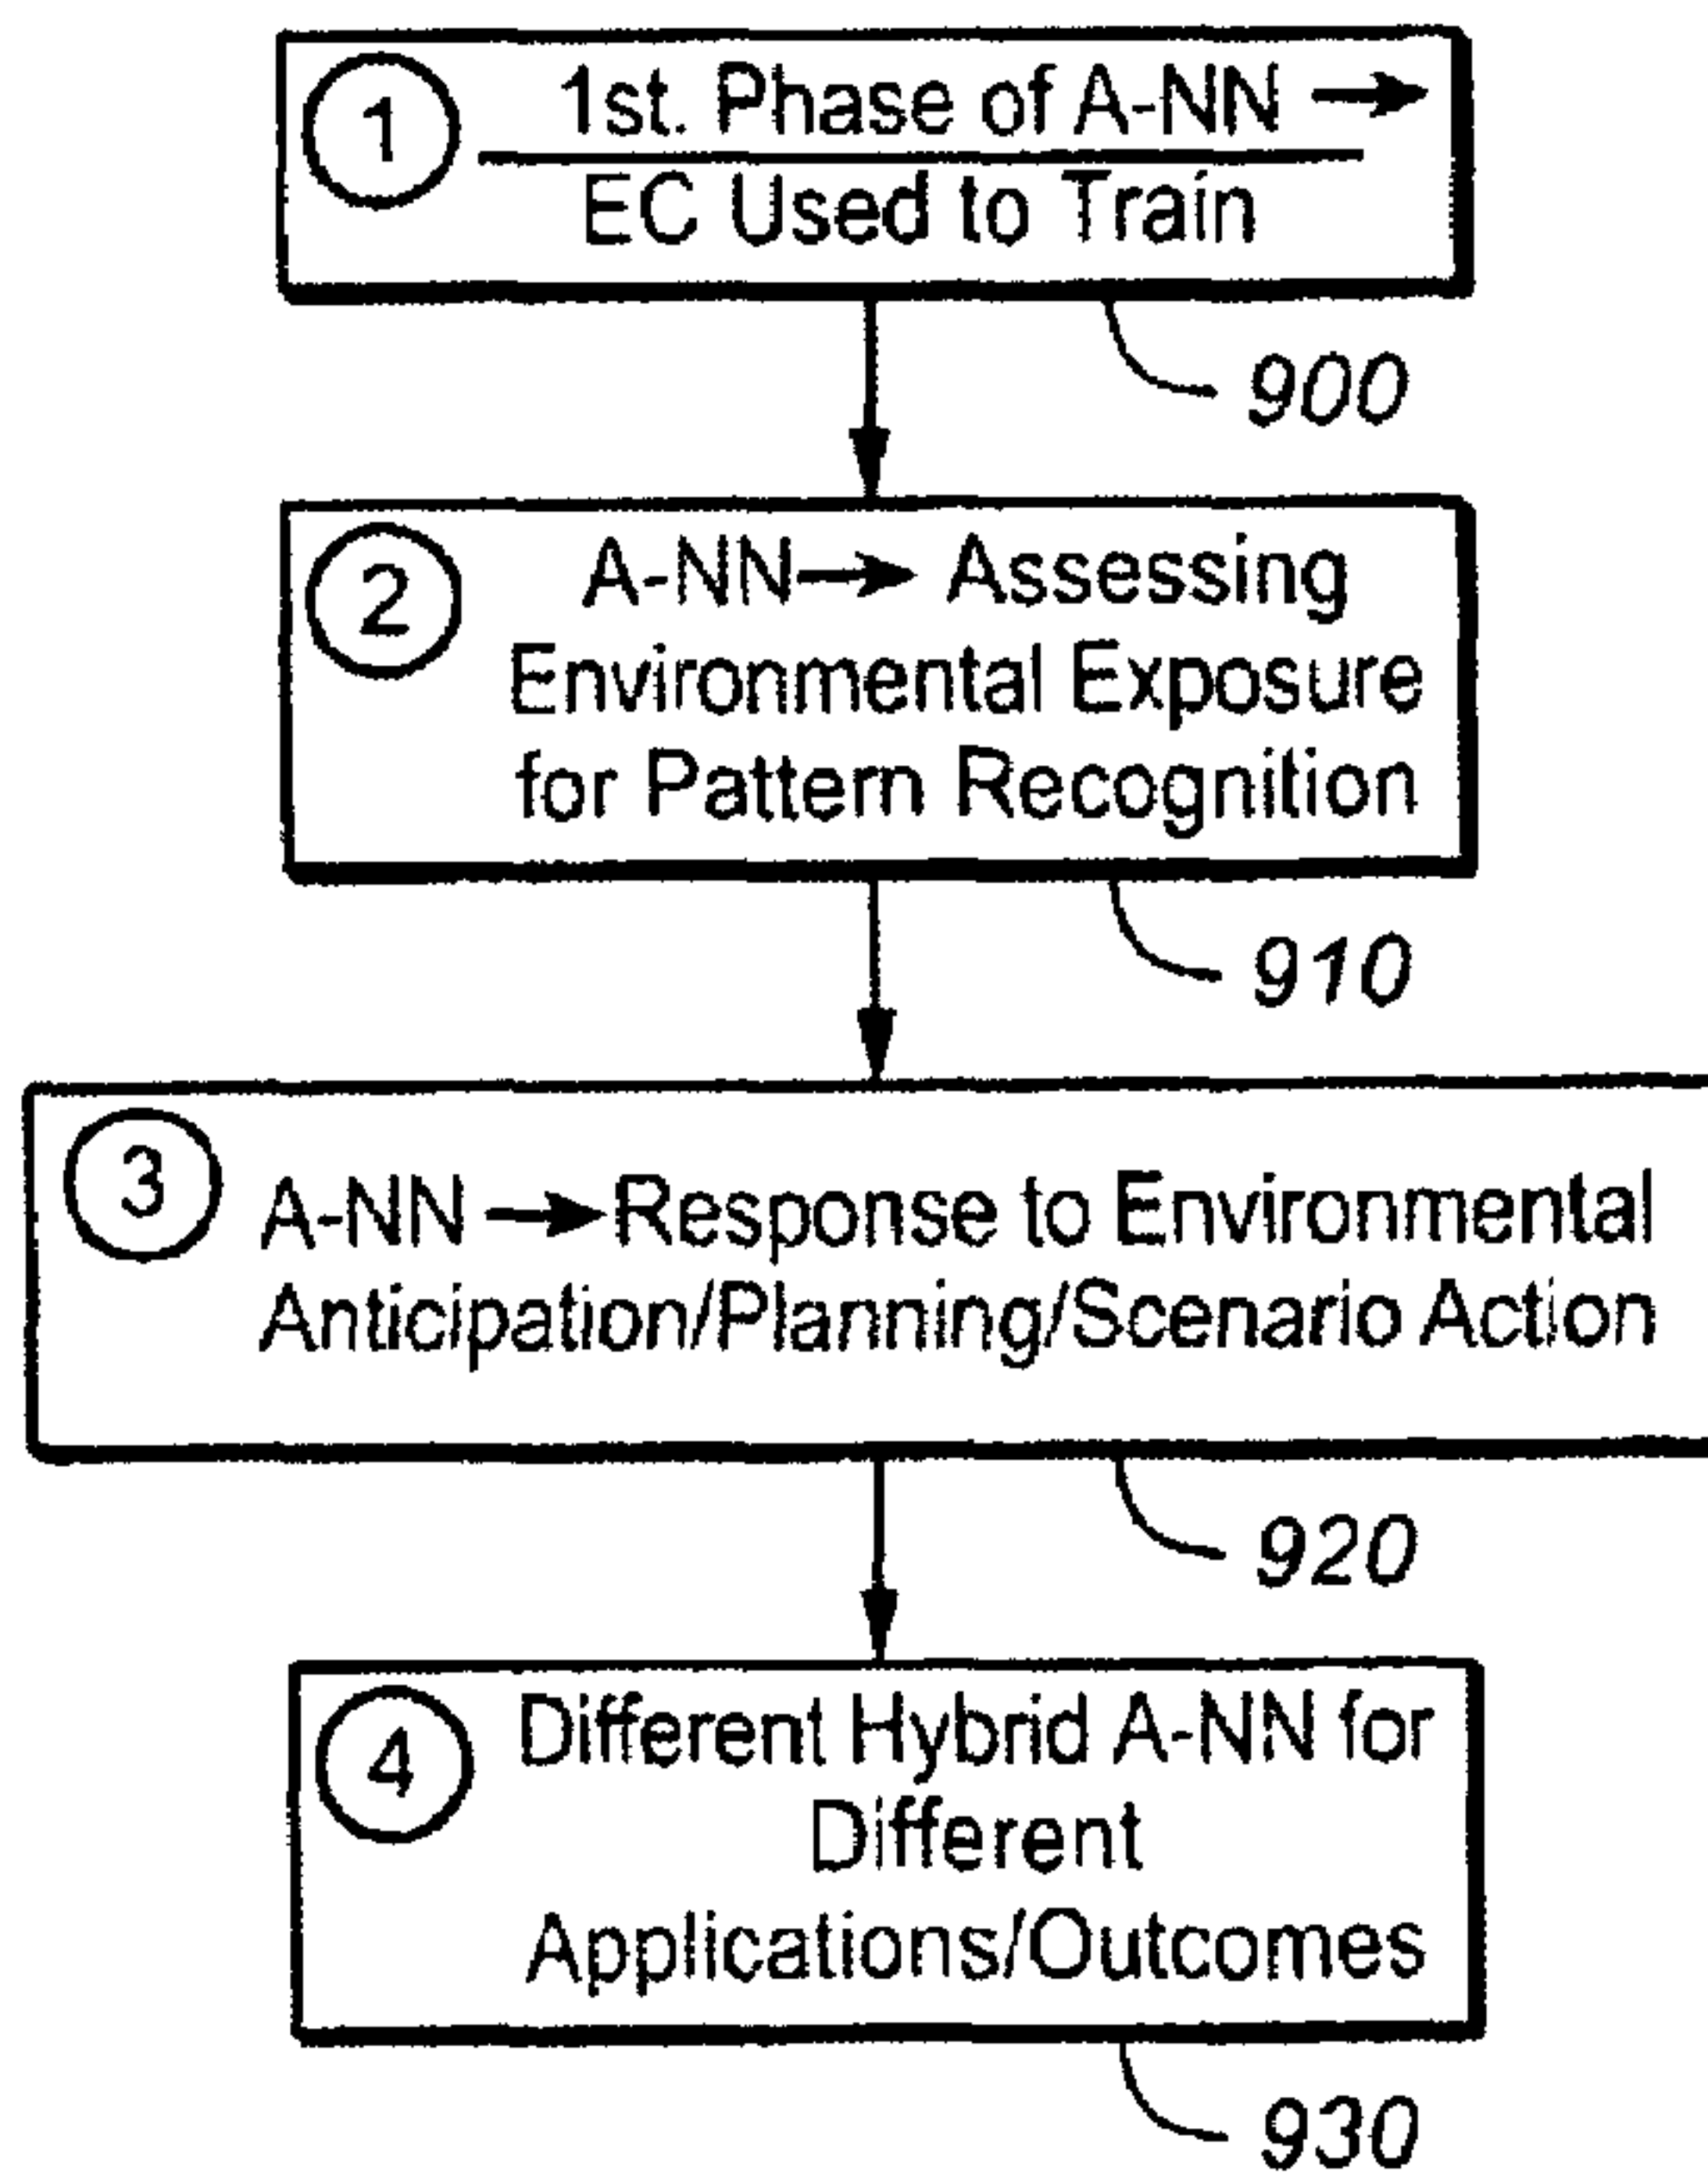 1 1st. Phase of A-NN →
EC Used to Train
900
2 A-NN → Assessing
Environmental Exposure
for Pattern Recognition
910
3 A-NN → Response to Environmental
Anticipation/Planning/Scenario Action
920
4 Different Hybrid A-NN for
Different
Applications/Outcomes
930